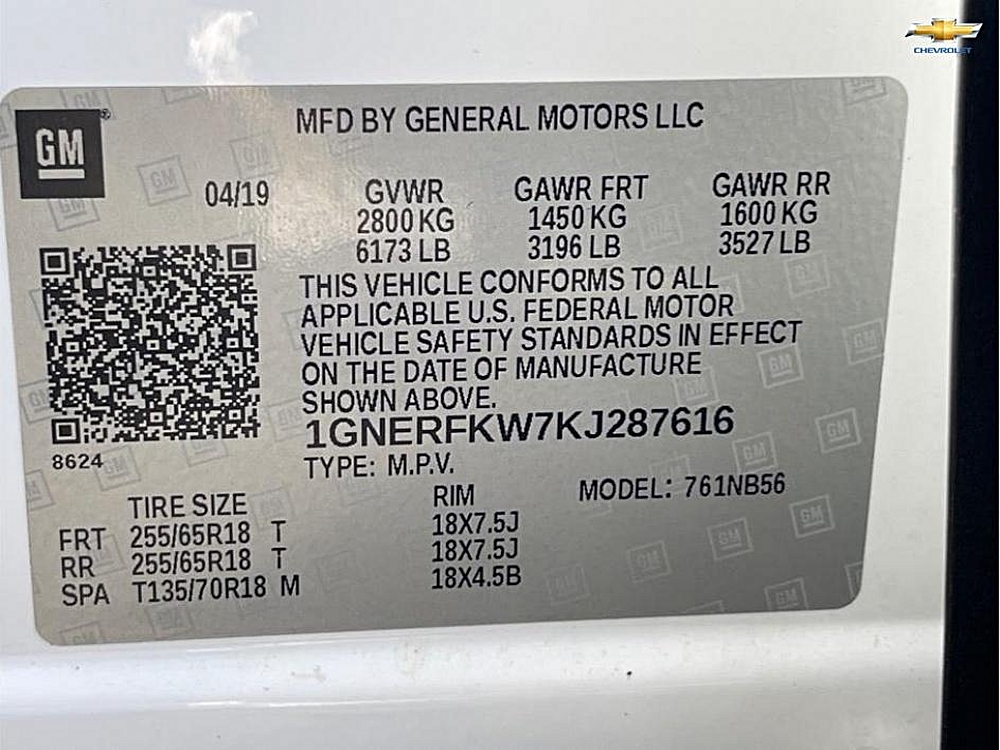 CHEVROLET
GM
MFD BY GENERAL MOTORS LLC
04/19 GVWR GAWR FRT GAWR RR
2800 KG 1450 KG 1600 KG
6173 LB 3196 LB 3527 LB
THIS VEHICLE CONFORMS TO ALL
APPLICABLE U.S. FEDERAL MOTOR
VEHICLE SAFETY STANDARDS IN EFFECT
ON THE DATE OF MANUFACTURE
SHOWN ABOVE.
1GNERFKW7KJ287616
8624
TYPE: M.P.V.
TIRE SIZE RIM MODEL: 761NB56
FRT 255/65R18 T 18X7.5J
RR 255/65R18 T 18X7.5J
SPA T135/70R18 M 18X4.5B